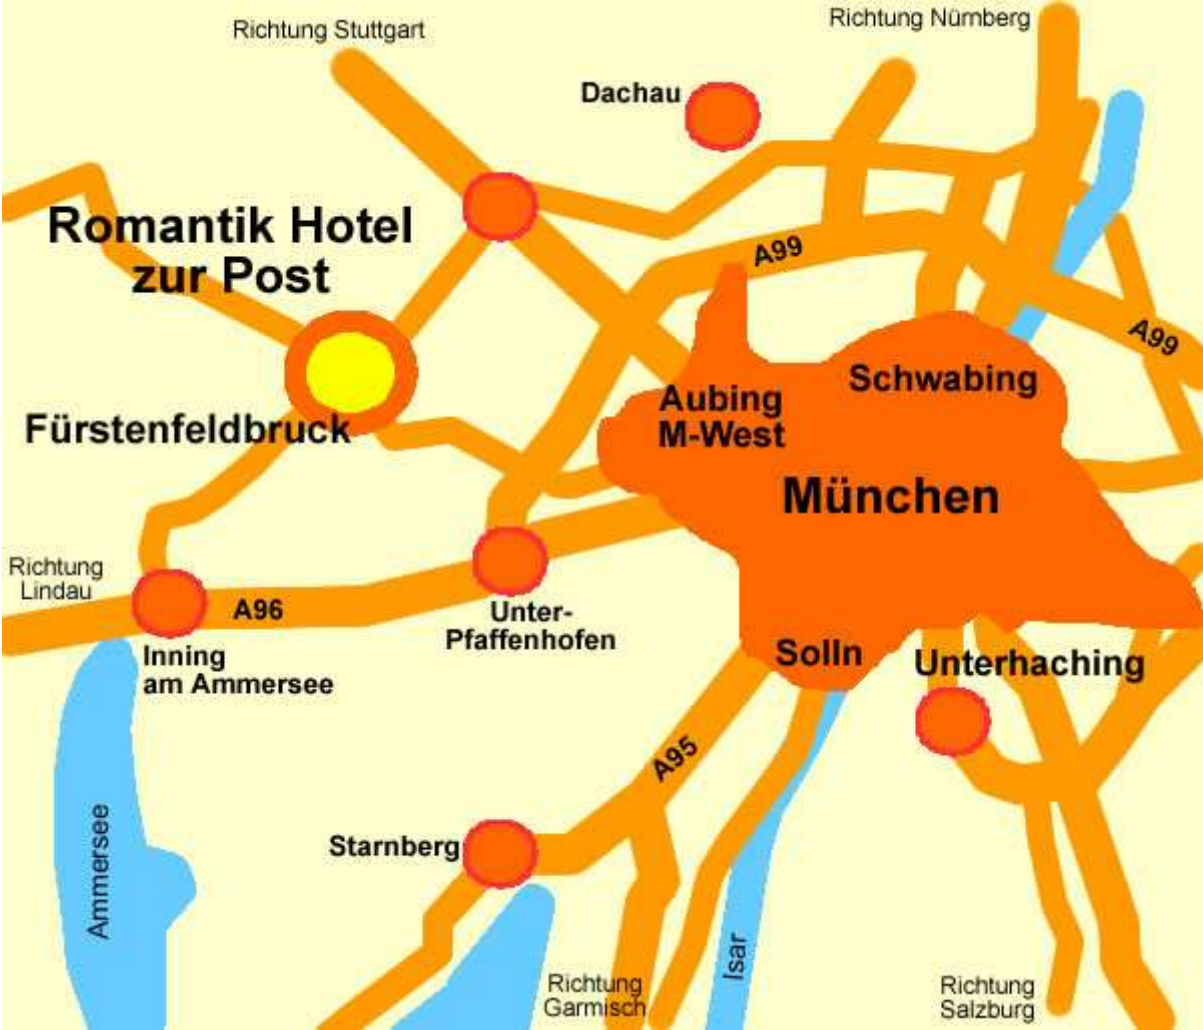 Richtung Stuttgart
Richtung Nürnberg
Dachau
Romantik Hotel
zur Post
A99
A99
Schwabing
Aubing
M-West
Fürstenfeldbruck
München
Richtung
Lindau
A96
Unter-
Pfaffenhofen
Inning
am Ammersee
Solln
Unterhaching
A95
Starnberg
Ammersee
Isar
Richtung
Garmisch
Richtung
Salzburg